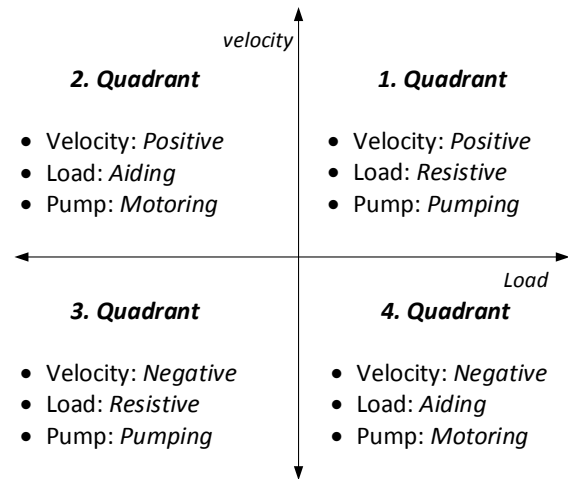 velocity
2. Quadrant
• Velocity: Positive
• Load: Aiding
• Pump: Motoring
1. Quadrant
• Velocity: Positive
• Load: Resistive
• Pump: Pumping
Load
3. Quadrant
• Velocity: Negative
• Load: Resistive
• Pump: Pumping
4. Quadrant
• Velocity: Negative
• Load: Aiding
• Pump: Motoring